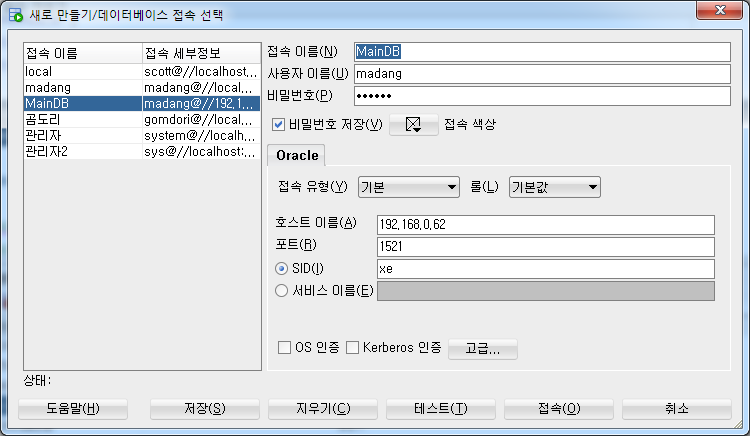 새로 만들기/데이터베이스 접속 선택
접속 이름 접속 세부정보
local scott@//localhost,,,
madang madang@//local,,,
MainDB madang@//192,1,,,
곰도리 gomdori@//local,,,
관리자 system@//localh,,,
관리자2 sys@//localhost:,,,
접속 이름(N) MainDB
사용자 이름(U) madang
비밀번호(P) ••••••
비밀번호 저장(V) 접속 색상
Oracle
접속 유형(Y) 기본 롤(L) 기본값
호스트 이름(A) 192,168,0,62
포트(R) 1521
SID(I) xe
서비스 이름(E)
OS 인증 Kerberos 인증 고급,,,
상태:
도움말(H) 저장(S) 지우기(C) 테스트(T) 접속(O) 취소